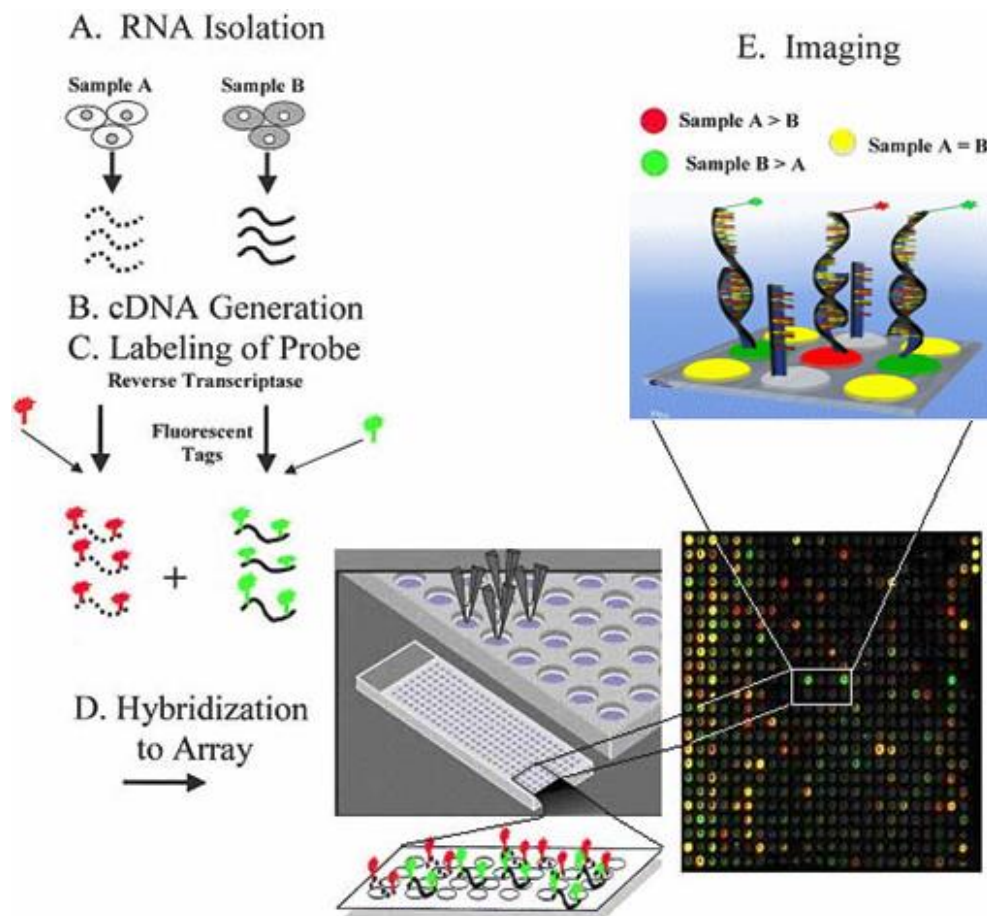 A. RNA Isolation
Sample A
Sample B
B. cDNA Generation
C. Labeling of Probe
Reverse Transcriptase
Fluorescent
Tags
+
D. Hybridization
to Array
E. Imaging
Sample A > B
Sample B > A
Sample A = B